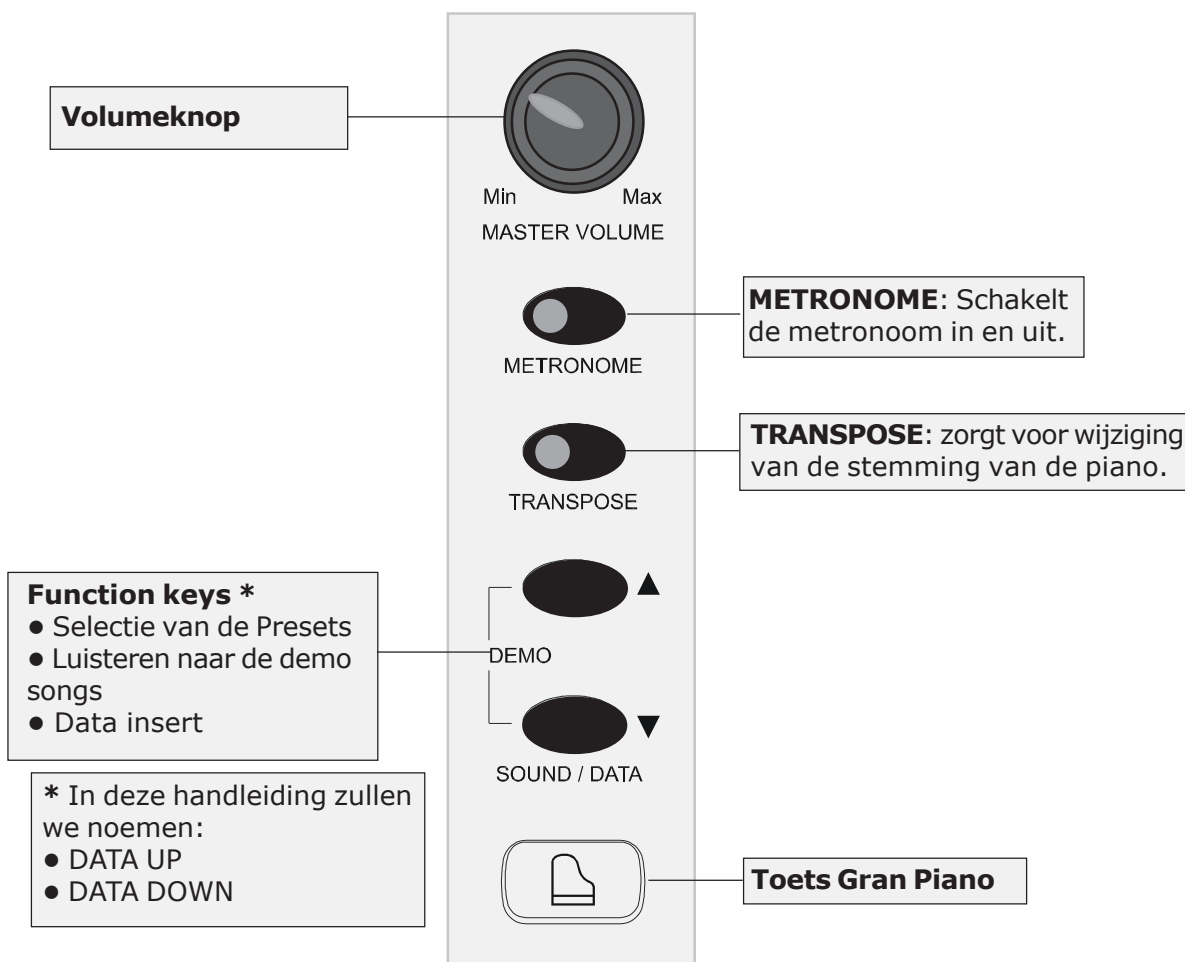 Volumeknop
Min Max
MASTER VOLUME
METRONOME: Schakelt
de metronoom in en uit.
METRONOME
TRANSPOSE: zorgt voor wijziging
van de stemming van de piano.
TRANSPOSE
Function keys *
● Selectie van de Presets
● Luisteren naar de demo
songs
● Data insert
▲
DEMO
▼
SOUND / DATA
* In deze handleiding zullen
we noemen:
● DATA UP
● DATA DOWN
Toets Gran Piano